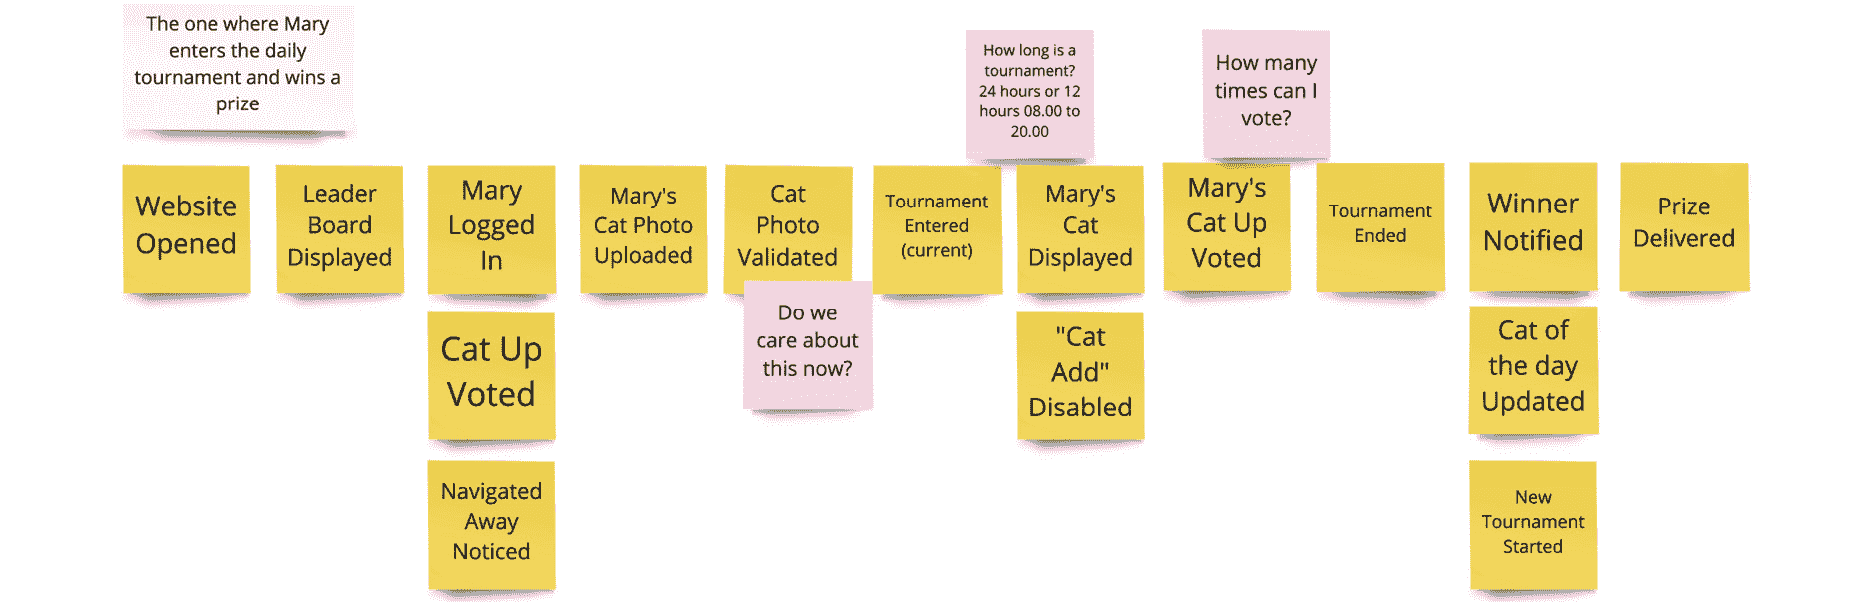 The one where Mary
enters the daily
tournament and wins a
prize
How long is a
tournament?
24 hours or 12
hours 08.00 to
20.00
How many
times can I
vote?
Website
Opened
Leader
Board
Displayed
Mary
Logged
In
Mary's
Cat Photo
Uploaded
Cat
Photo
Validated
Tournament
Entered
(current)
Mary's
Cat
Displayed
Mary's
Cat Up
Voted
Tournament
Ended
Winner
Notified
Prize
Delivered
Cat Up
Voted
Do we
care about
this now?
"Cat
Add"
Disabled
Cat of
the day
Updated
Navigated
Away
Noticed
New
Tournament
Started